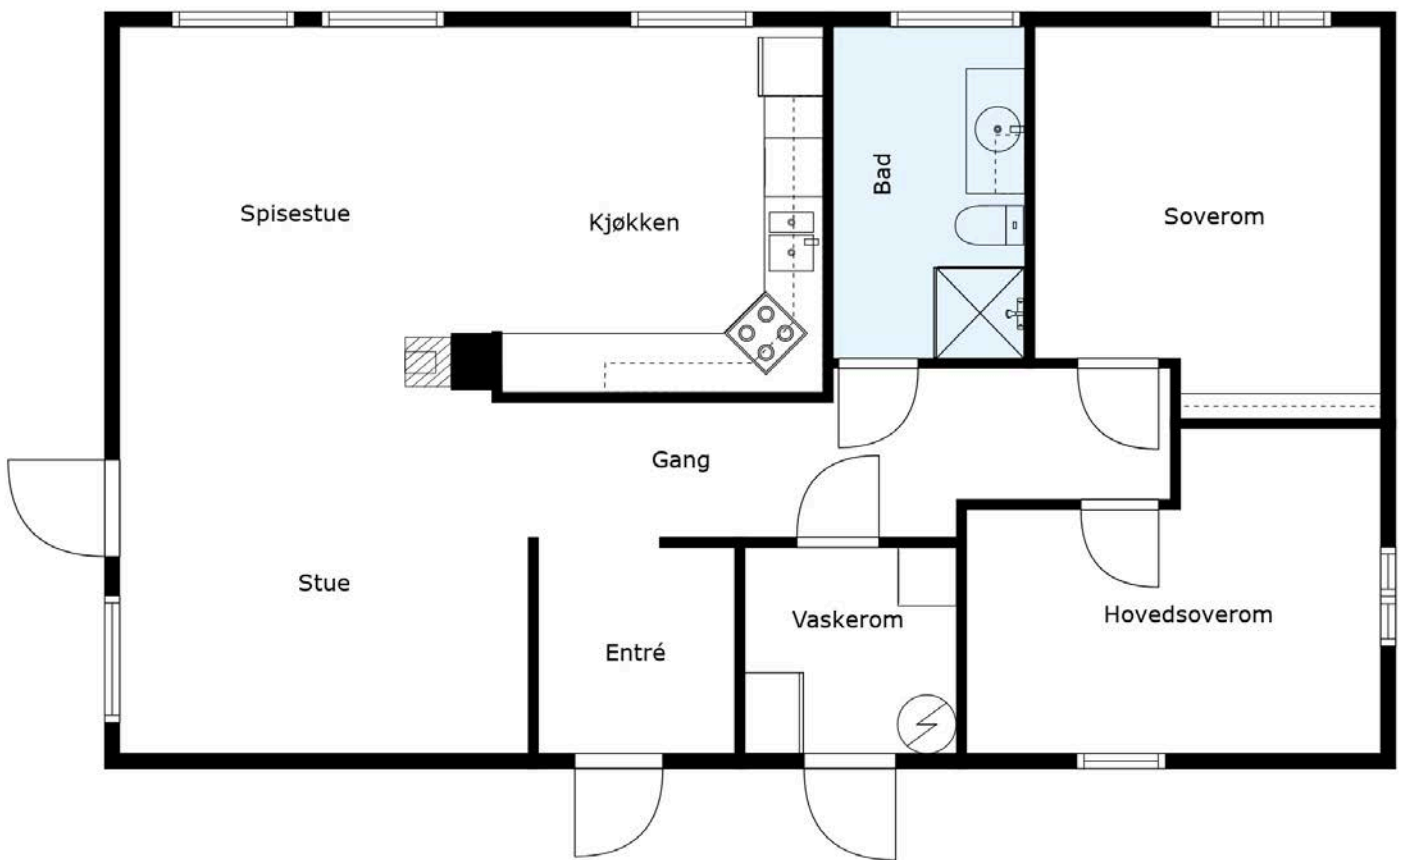 Spisestue
Kjøkken
Bad
Soverom
Gang
Stue
Entré
Vaskerom
Hovedsoverom